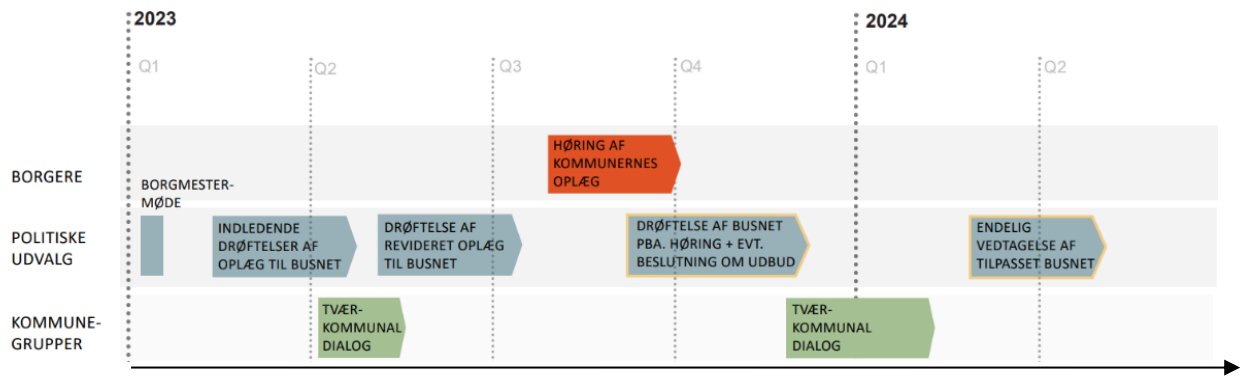 2023
2024
Q1
Q2
Q3
Q4
Q1
Q2
BORGERE
HØRING AF
KOMMUNERNES
OPLÆG
POLITISKE
UDVALG
BORGMESTER-
MØDE
INDLEDENDE
DRØFTELSER AF
OPLÆG TIL BUSNET
DRØFTELSE AF
REVIDERET OPLÆG
TIL BUSNET
DRØFTELSE AF BUSNET
PBA. HØRING + EVT.
BESLUTNING OM UDBUD
ENDELIG
VEDTAGELSE AF
TILPASSET BUSNET
KOMMUNE-
GRUPPER
TVÆR-
KOMMUNAL
DIALOG
TVÆR-
KOMMUNAL
DIALOG